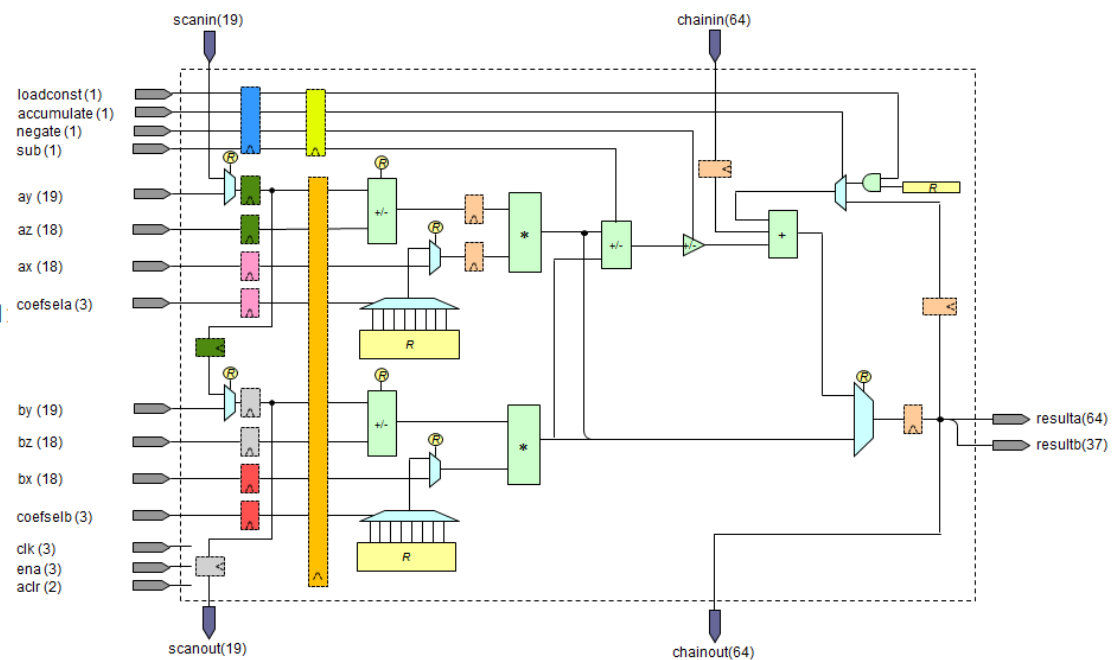 scanin(19)
chainin(64)
loadconst (1)
accumulate (1)
negate (1)
sub (1)
R
R
R
ay (19)
+/-
az (18)
R
*
+/-
+/-
+
ax (18)
coefsela (3)
R
R
R
R
by (19)
+/-
resulta(64)
R
bz (18)
*
resultb(37)
bx (18)
coefselb (3)
clk (3)
R
ena (3)
aclr (2)
scanout(19)
chainout(64)